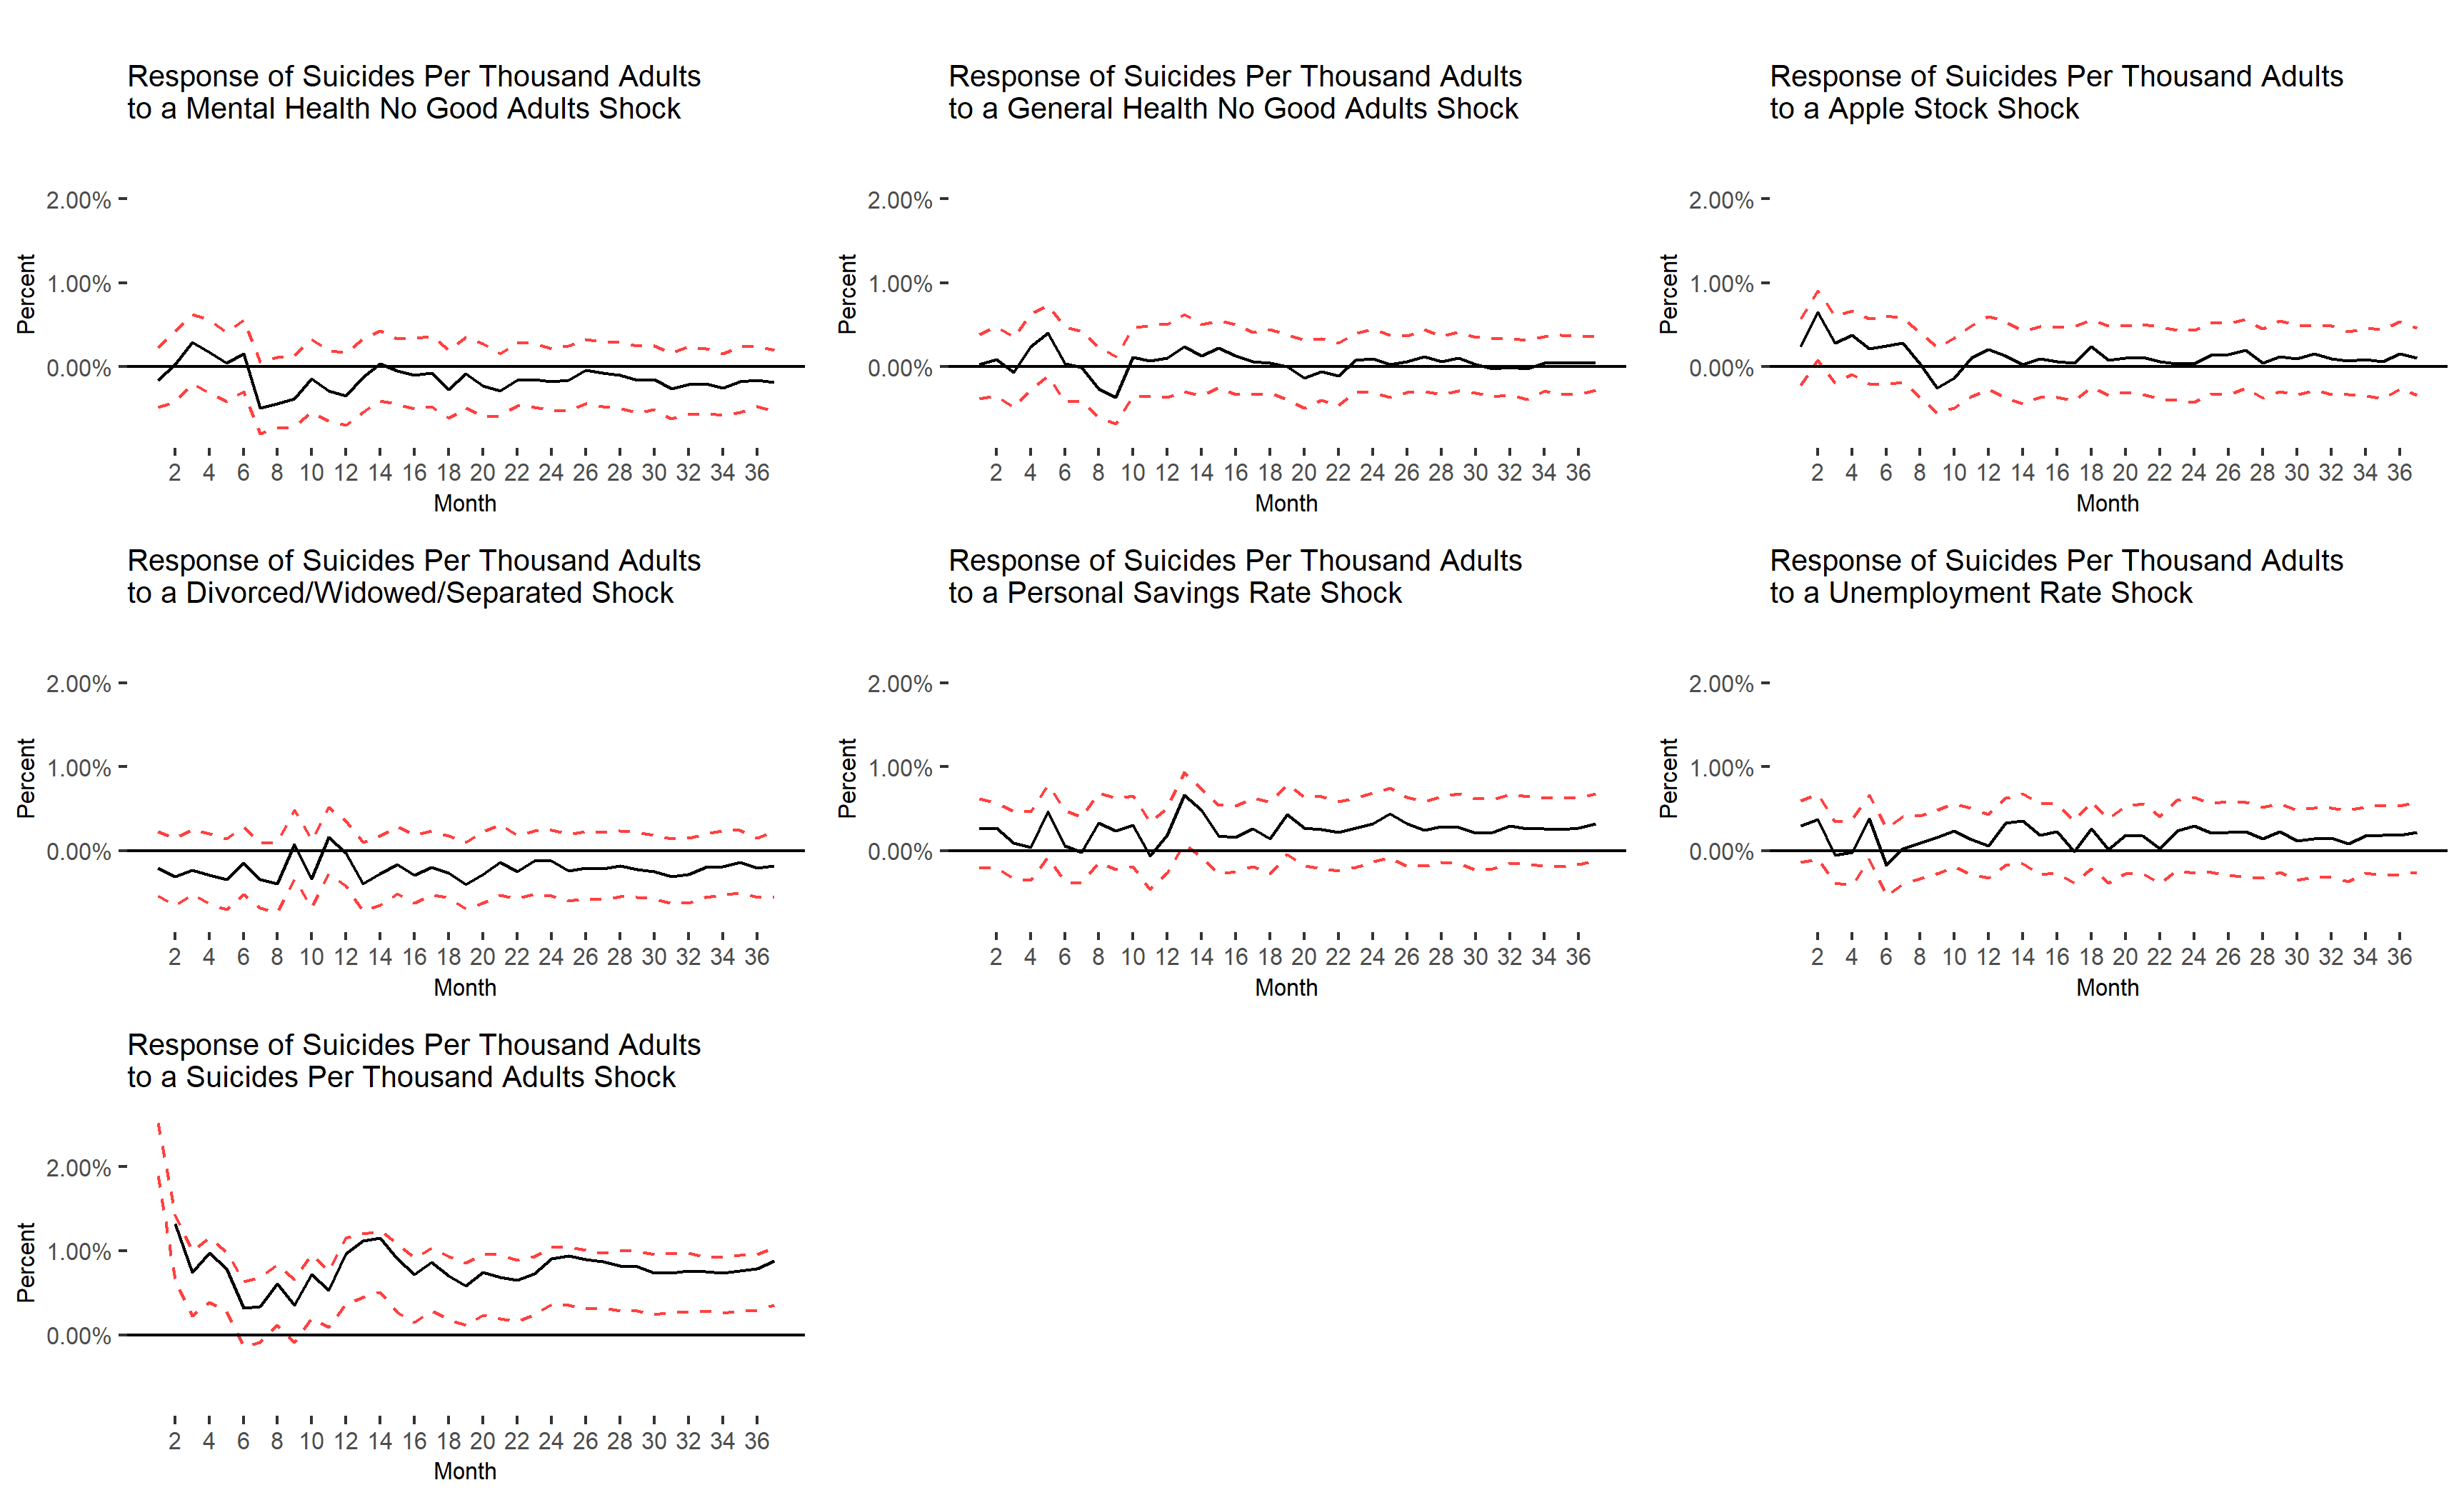 Response of Suicides Per Thousand Adults
to a Mental Health No Good Adults Shock
2.00%
1.00%
0.00%
Percent
2 4 6 8 10 12 14 16 18 20 22 24 26 28 30 32 34 36
Month
Response of Suicides Per Thousand Adults
to a General Health No Good Adults Shock
2.00%
1.00%
0.00%
Percent
2 4 6 8 10 12 14 16 18 20 22 24 26 28 30 32 34 36
Month
Response of Suicides Per Thousand Adults
to a Apple Stock Shock
2.00%
1.00%
0.00%
Percent
2 4 6 8 10 12 14 16 18 20 22 24 26 28 30 32 34 36
Month
Response of Suicides Per Thousand Adults
to a Divorced/Widowed/Separated Shock
2.00%
1.00%
0.00%
Percent
2 4 6 8 10 12 14 16 18 20 22 24 26 28 30 32 34 36
Month
Response of Suicides Per Thousand Adults
to a Personal Savings Rate Shock
2.00%
1.00%
0.00%
Percent
2 4 6 8 10 12 14 16 18 20 22 24 26 28 30 32 34 36
Month
Response of Suicides Per Thousand Adults
to a Unemployment Rate Shock
2.00%
1.00%
0.00%
Percent
2 4 6 8 10 12 14 16 18 20 22 24 26 28 30 32 34 36
Month
Response of Suicides Per Thousand Adults
to a Suicides Per Thousand Adults Shock
2.00%
1.00%
0.00%
Percent
2 4 6 8 10 12 14 16 18 20 22 24 26 28 30 32 34 36
Month